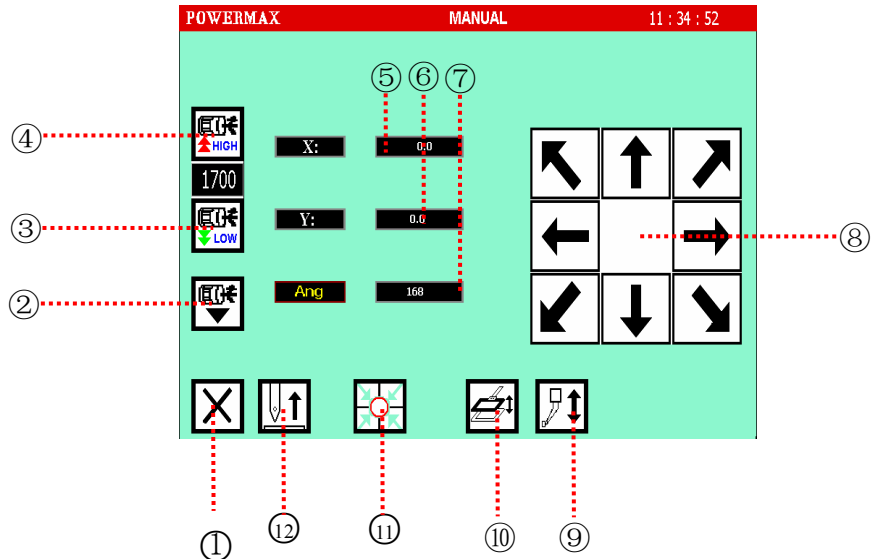 POWERMAX MANUAL 11 : 34 : 52
⑤ ⑥ ⑦
④ HIGH X: 0.0
1700
③ LOW Y: 0.0 ⑧
② Ang 168
① ⑫ ⑪ ⑩ ⑨